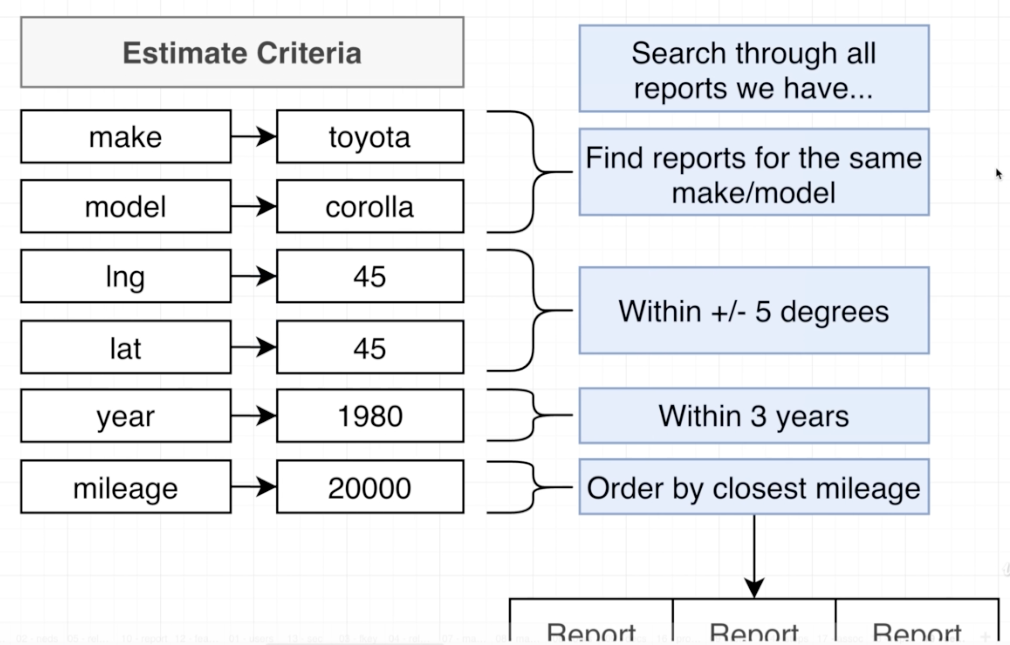 Estimate Criteria
Search through all
reports we have...
make
toyota
Find reports for the same
make/model
model
corolla
lng
45
Within +/- 5 degrees
lat
45
year
1980
Within 3 years
mileage
20000
Order by closest mileage
Report
Report
Report